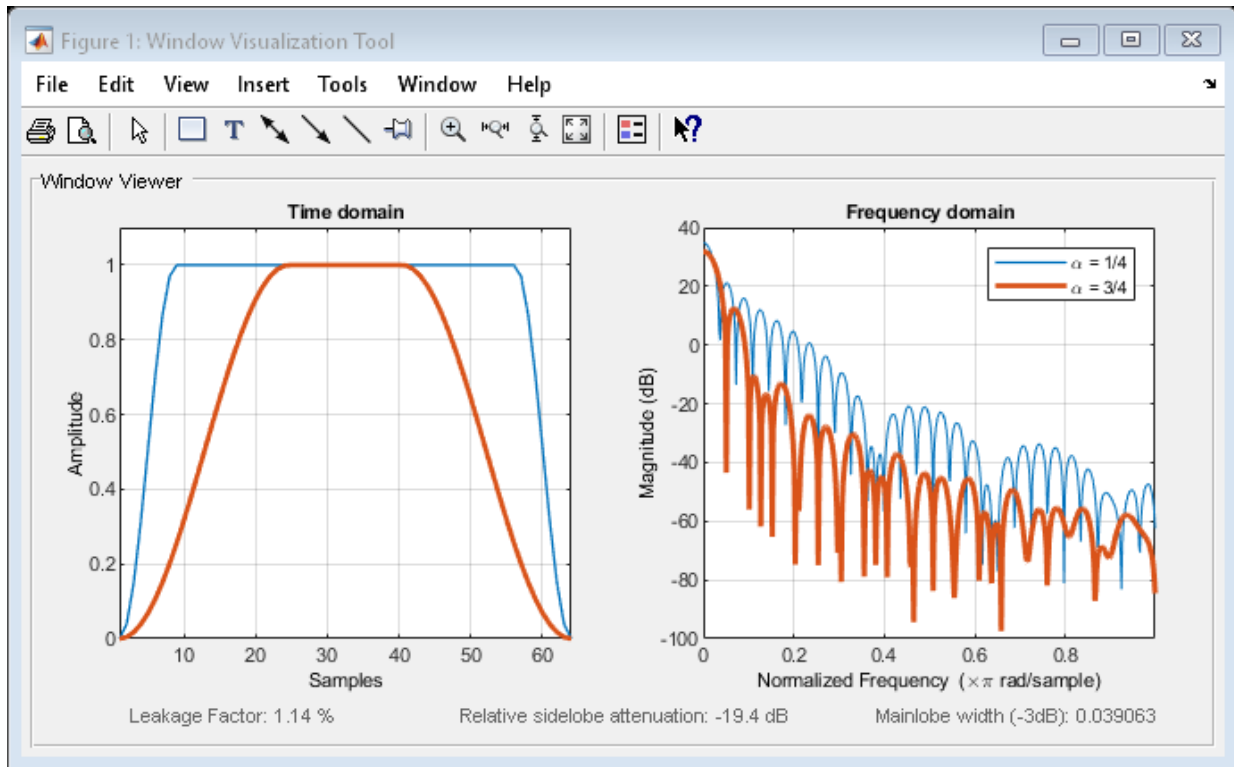 Figure 1: Window Visualization Tool
File Edit View Insert Tools Window Help
T
?
Window Viewer
Time domain
Amplitude
1
0.8
0.6
0.4
0.2
0
10 20 30 40 50 60
Samples
Frequency domain
Magnitude (dB)
40
20
0
-20
-40
-60
-80
-100
α = 1/4
α = 3/4
0 0.2 0.4 0.6 0.8
Normalized Frequency (×π rad/sample)
Leakage Factor: 1.14 %
Relative sidelobe attenuation: -19.4 dB
Mainlobe width (-3dB): 0.039063